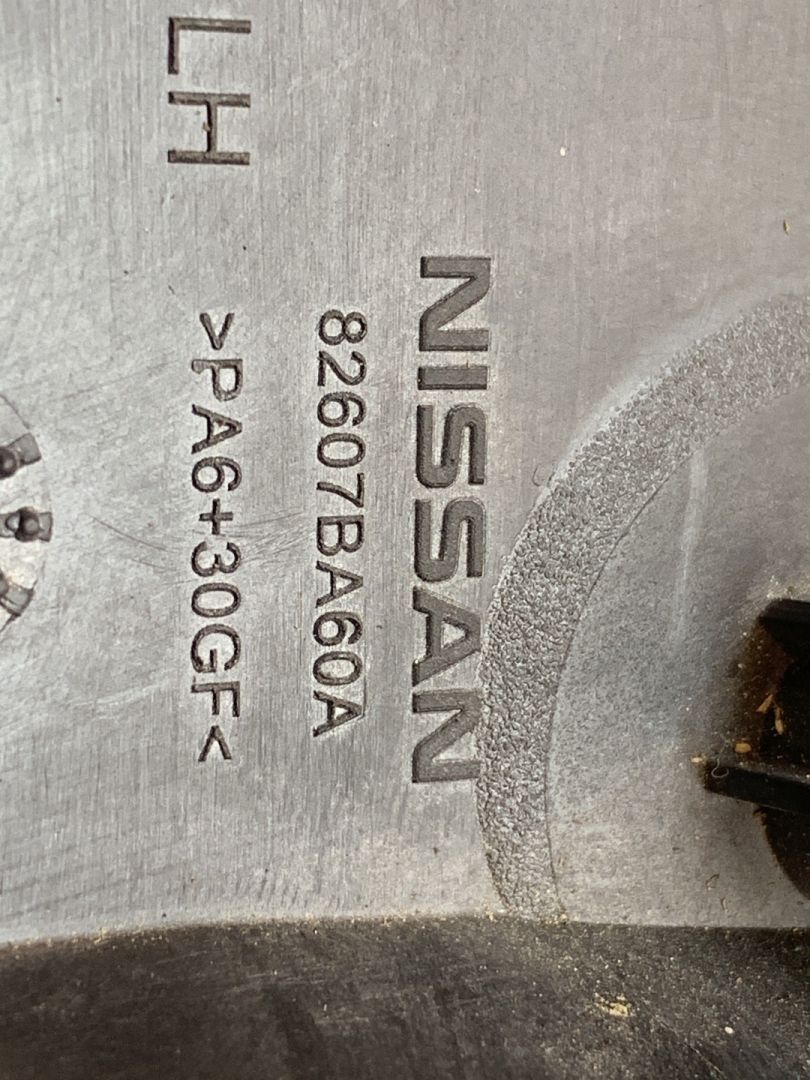 NISSAN
82607BA60A
>PA6+30GF<
LH